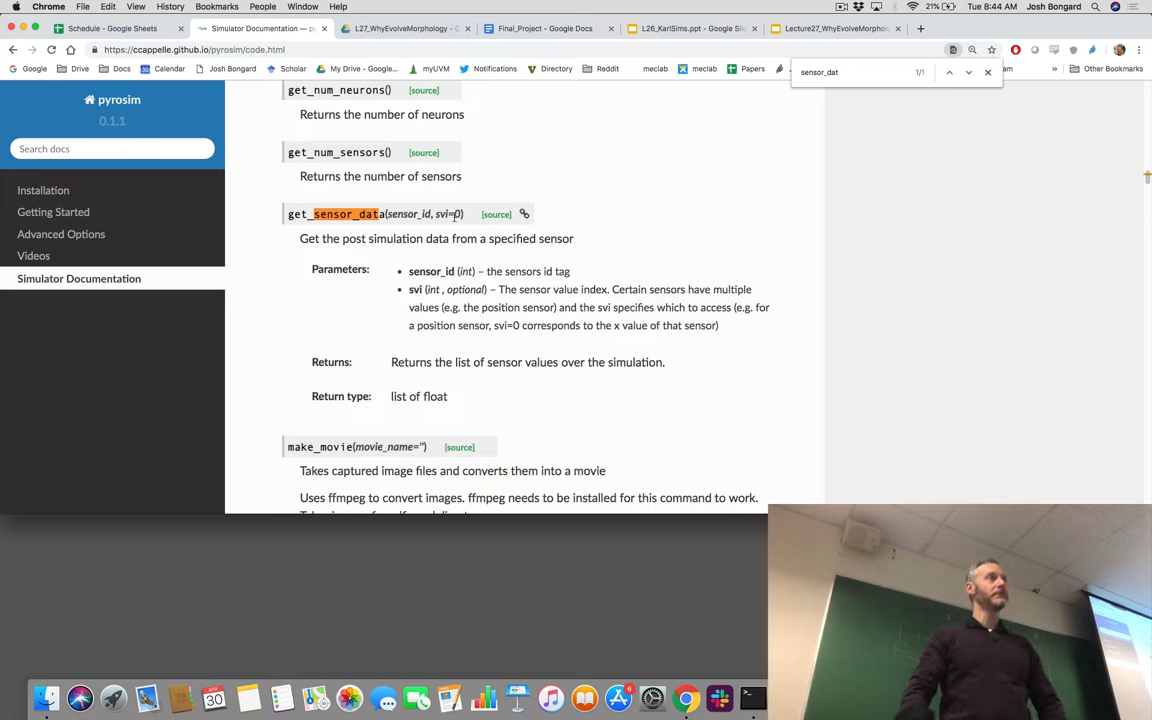 Chrome File Edit View History Bookmarks People Window Help
21% Tue 8:44 AM Josh Bongard
Schedule - Google Sheets
Simulator Documentation —
L27_WhyEvolveMorphology -
Final_Project - Google Docs
L26_KarlSims.ppt - Google Sli
Lecture27_WhyEvolveMorpho
https://ccappelle.github.io/pyrosim/code.html
Google Drive Calendar Josh Bongard Scholar My Drive - Google... myUVM Notifications Directory Reddit meclab meclab Papers Other Bookmarks
sensor_dat 1/1
pyrosim
0.1.1
Search docs
Installation
Getting Started
Opening Demos
Videos
Simulator Documentation
get_num_neurons() [source]
Returns the number of neurons
get_num_sensors() [source]
Returns the number of sensors
get_sensor_data(sensor_id, svi=0) [source]
Get the post simulation data from a specified sensor
Parameters:
• sensor_id (int) – the sensors id tag
• svi (int , optional) – The sensor value index. Certain sensors have multiple
values (e.g. the position sensor) and the svi specifies which to access (e.g. for
a position sensor, svi=0 corresponds to the x value of that sensor)
Returns: Returns the list of sensor values over the simulation.
Return type: list of float
make_movie(movie_name='') [source]
Takes captured image files and converts them into a movie
Uses ffmpeg to convert images. ffmpeg needs to be installed for this command to work.
APR
30
6